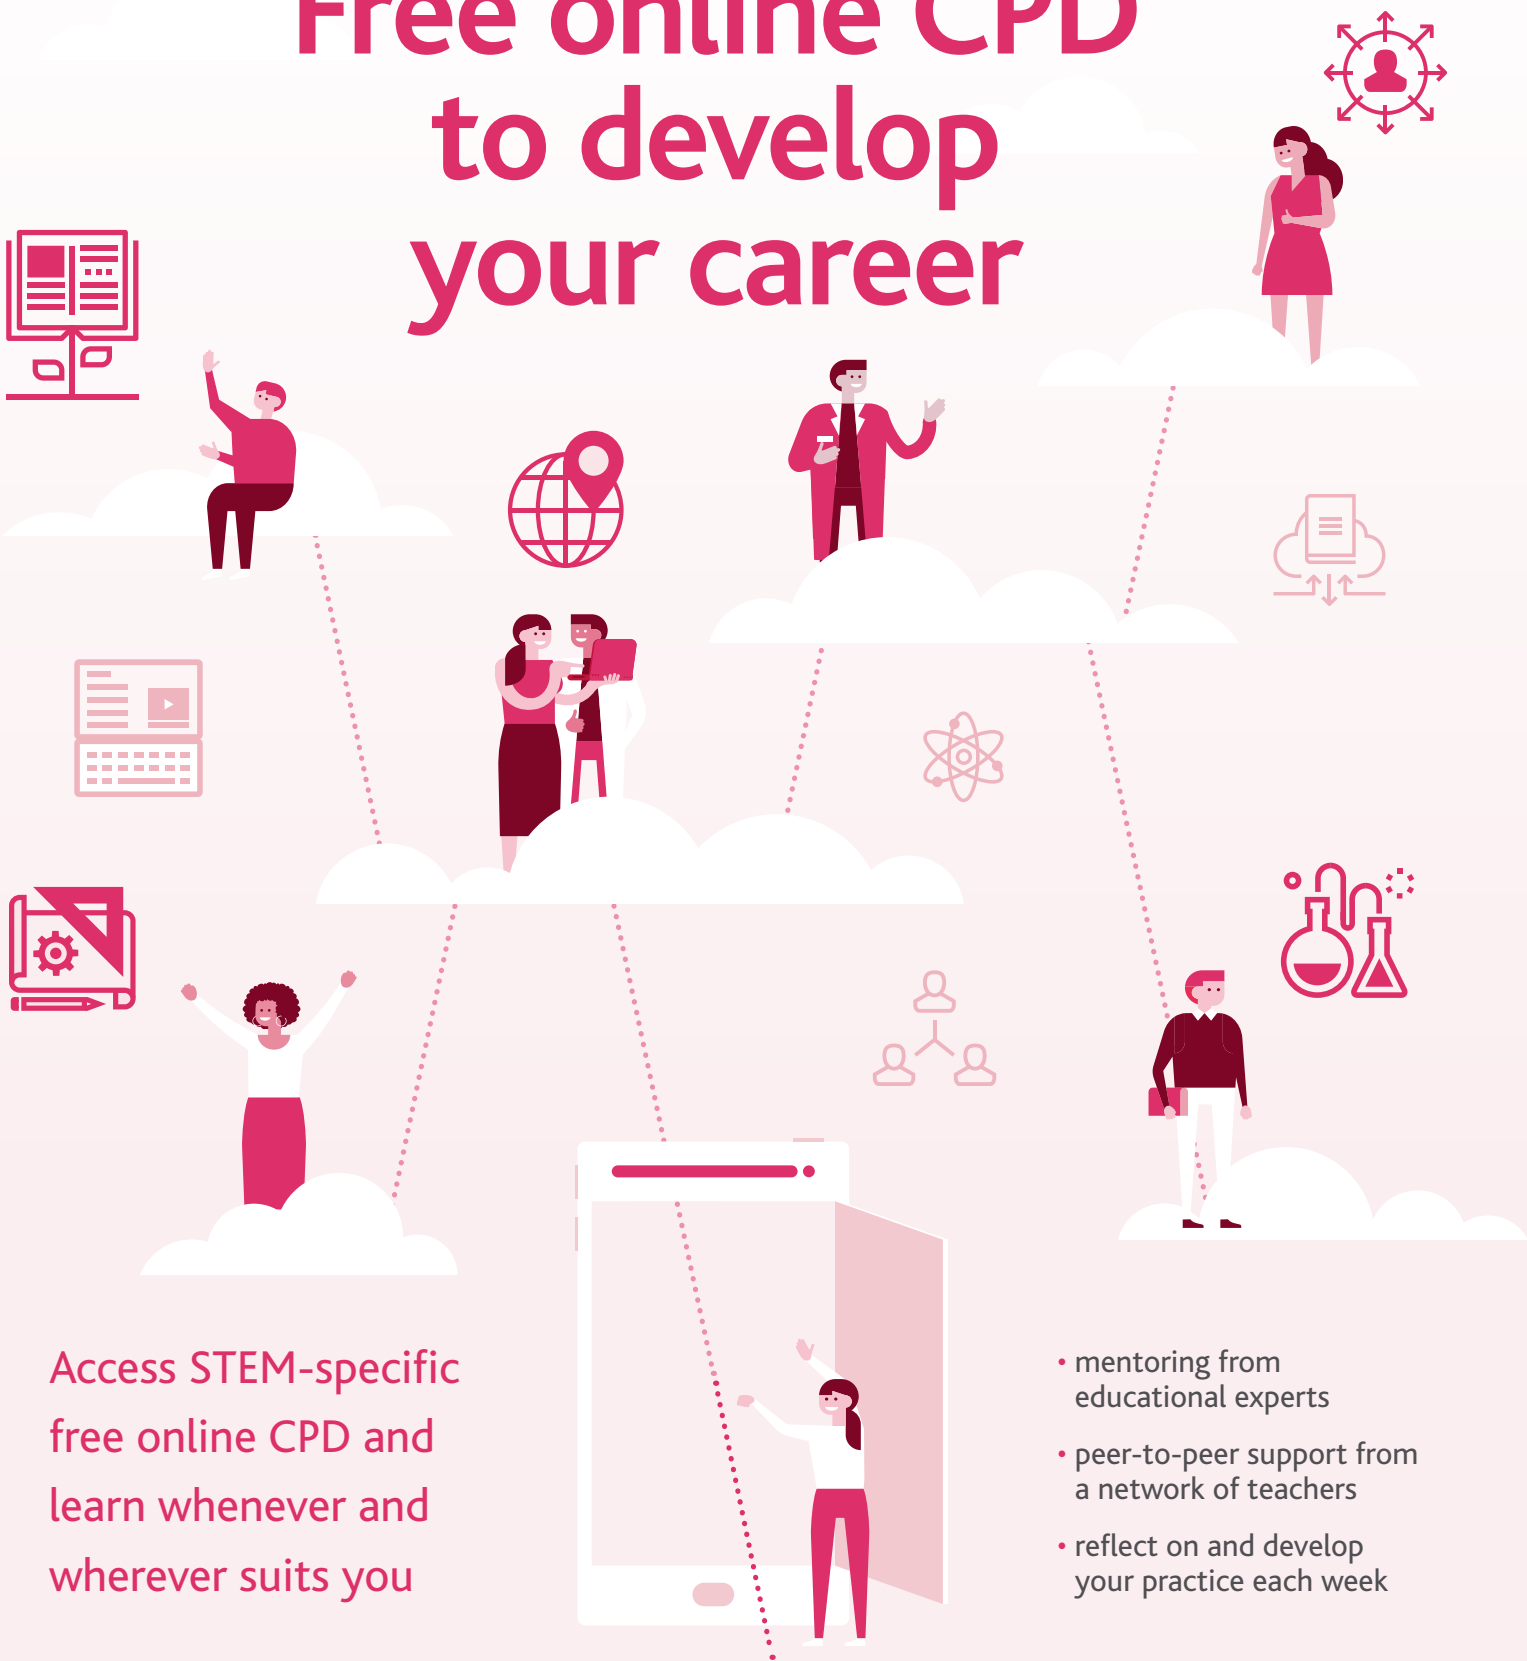 Free online CPD
to develop
your career
Access STEM-specific
free online CPD and
learn whenever and
wherever suits you
• mentoring from
educational experts
• peer-to-peer support from
a network of teachers
• reflect on and develop
your practice each week